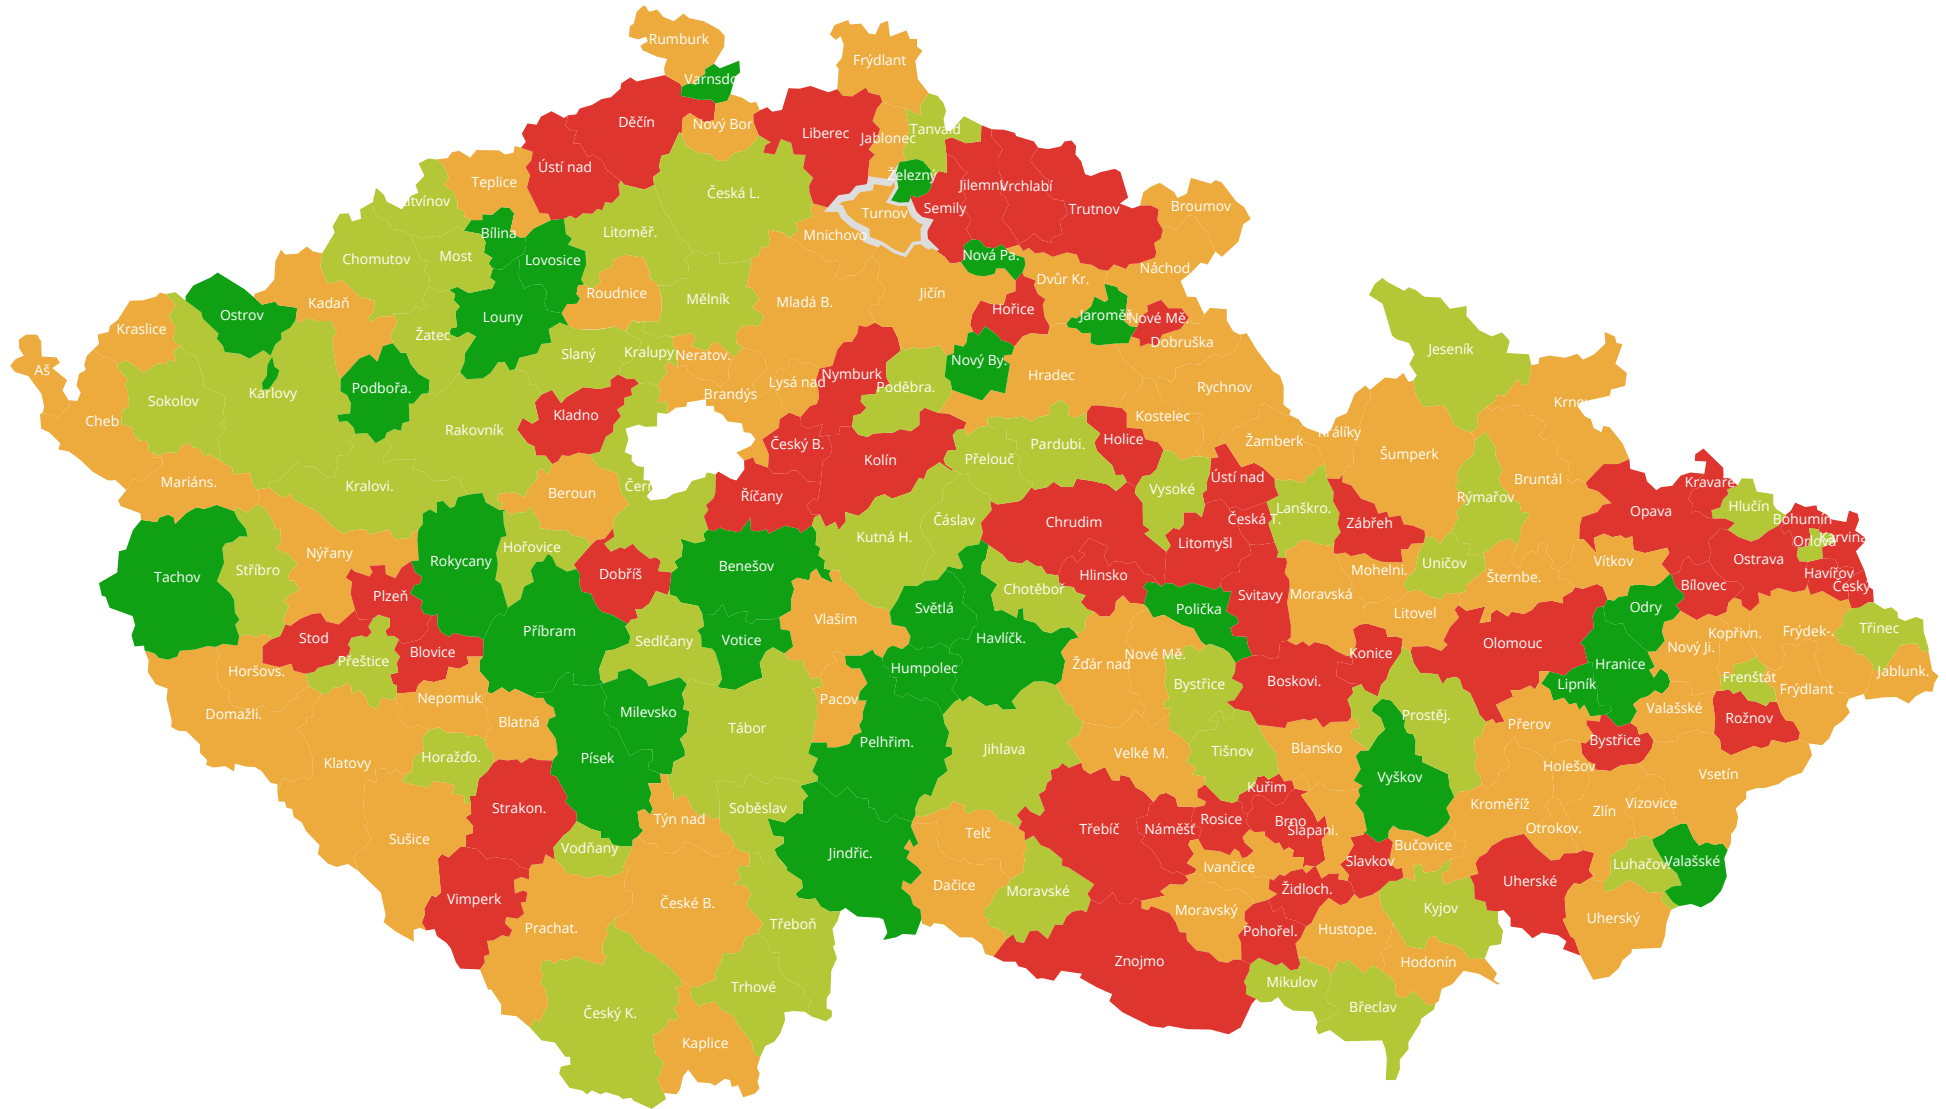 Rumburk
Frýdlant
Varnsdo
Děčín
Nový Bor
Liberec
Jablonec
Tanvald
Ústí nad
Teplice
Železný
Jilemni
Vrchlabí
Česká L.
Semily
Trutnov
Broumov
Turnov
itvínov
Bílina
Litoměř.
Mnichovo
Chomutov
Most
Lovosice
Nová Pa.
Náchod
Dvůr Kr.
Kadaň
Roudnice
Mělník
Mladá B.
Jičín
Ostrov
Louny
Hořice
Jaroměř
Nové Mě.
Kraslice
Žatec
Dobruška
Jeseník
Slaný
Kralupy
Neratov.
Nový By.
Aš
Podbořa.
Lysá nad
Nymburk
Poděbra.
Hradec
Rychnov
Karlovy
Sokolov
Brandýs
Krnov
Cheb
Kladno
Kostelec
Rakovník
Český B.
Pardubi.
Holice
Žamberk
Králíky
Šumperk
Kolín
Přelouč
Mariáns.
Kralovi.
Beroun
Čer
Říčany
Vysoké
Ústí nad
Bruntál
Rýmařov
Kravaře
Chrudim
Čáslav
Česká T.
Lanškro.
Zábřeh
Opava
Hlučín
Bohumín
Kutná H.
Litomyšl
Orlová
Karviná
Nýřany
Hořovice
Rokycany
Stříbro
Tachov
Dobříš
Benešov
Hlinsko
Chotěboř
Mohelni.
Uničov
Šternbe.
Vítkov
Ostrava
Havířov
Český
Bílovec
Plzeň
Světlá
Polička
Svitavy
Moravská
Litovel
Odry
Příbram
Vlašim
Stod
Sedlčany
Votice
Havlíčk.
Olomouc
Kopřivn.
Frýdek-.
Třinec
Blovice
Přeštice
Humpolec
Žďár nad
Nové Mě.
Konice
Hranice
Nový Ji.
Horšovs.
Jablunk.
Nepomuk
Pacov
Bystřice
Boskovi.
Lipník
Frenštát
Frýdlant
Domažli.
Blatná
Milevsko
Tábor
Prostěj.
Přerov
Valašské
Rožnov
Pelhřim.
Jihlava
Bystřice
Horažďo.
Písek
Velké M.
Tišnov
Blansko
Klatovy
Holešov
Vsetín
Vyškov
Kuřim
Strakon.
Soběslav
Týn nad
Kroměříž
Vizovice
Zlín
Rosice
Brno
Šlapani.
Třebíč
Náměšť
Otrokov.
Telč
Sušice
Vodňany
Jindřic.
Bučovice
Slavkov
Luhačov.
Valašské
Ivančice
Dačice
Moravské
Židloch.
Uherské
Vimperk
České B.
Moravský
Kyjov
Uherský
Třeboň
Prachat.
Pohořel.
Hustope.
Znojmo
Hodonín
Mikulov
Trhové
Břeclav
Český K.
Kaplice